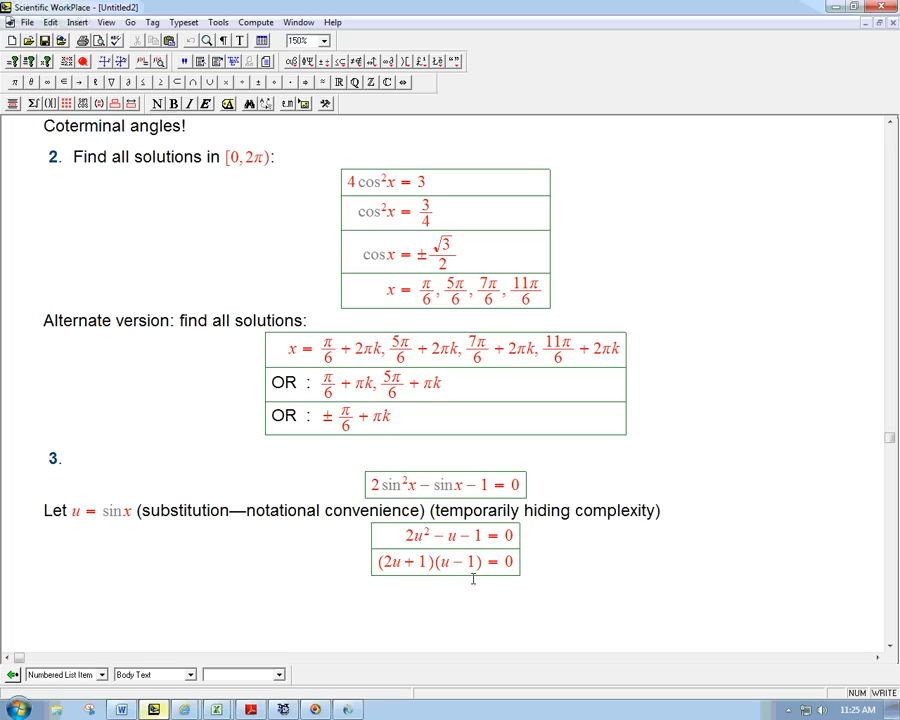 Scientific WorkPlace - [Untitled2]
File Edit Insert View Go Tag Typeset Tools Compute Window Help
150%
Coterminal angles!
2. Find all solutions in [0, 2π):
4 cos²x = 3
cos²x = 3/4
cos x = ± √3/2
x = π/6, 5π/6, 7π/6, 11π/6
Alternate version: find all solutions:
x = π/6 + 2πk, 5π/6 + 2πk, 7π/6 + 2πk, 11π/6 + 2πk
OR : π/6 + πk, 5π/6 + πk
OR : ± π/6 + πk
3.
2 sin²x − sin x − 1 = 0
Let u = sin x (substitution—notational convenience) (temporarily hiding complexity)
2u² − u − 1 = 0
(2u + 1)(u − 1) = 0
Numbered List Item Body Text
NUM WRITE
11:25 AM